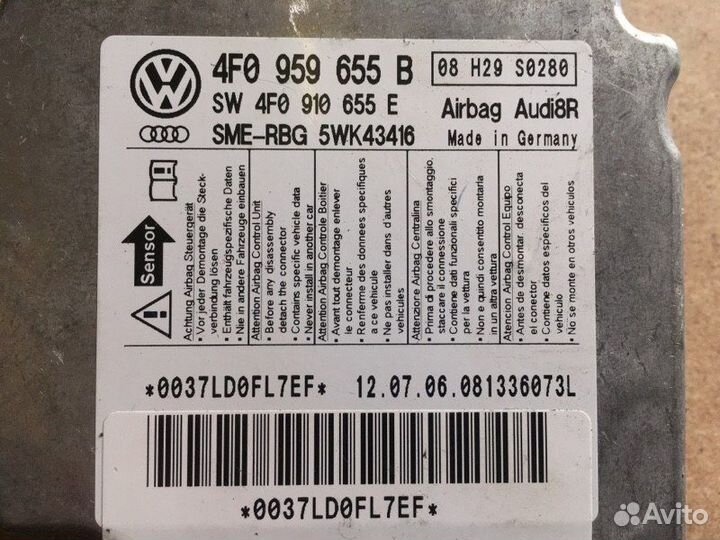 4F0 959 655 B
08 H29 S0280
SW 4F0 910 655 E
Airbag Audi8R
SME-RBG 5WK43416
Made in Germany
Sensor
Achtung Airbag Steuergerät
• Vor jeder Demontage die Steck-
verbindung lösen
• Enthält fahrzeugspezifische Daten
• Nie in andere Fahrzeuge einbauen
Attention Airbag Control Unit
• Before any disassembly
detach the connector
• Contains specific vehicle data
• Never install in another car
Attention Airbag Controle Boitier
• Avant tout démontage enlever
le connecteur
• Renferme des données specifiques
a ce vehicule
• Ne pas installer dans d'autres
vehicules
Attenzione Airbag Centralina
• Prima di procedere allo smontaggio,
staccare il connessione
• Contiene dati funzionali specifici
per la vettura
• Non e quindi consentito montarla
in un altra vettura
Atencion Airbag Control Equipo
• Antes de desmontar, desconecta
el conector
• Contiene datos especificos del
vehiculo
• No se monte en otros vehiculos
*0037LD0FL7EF*
12.07.06.081336073L
*0037LD0FL7EF*
Avito